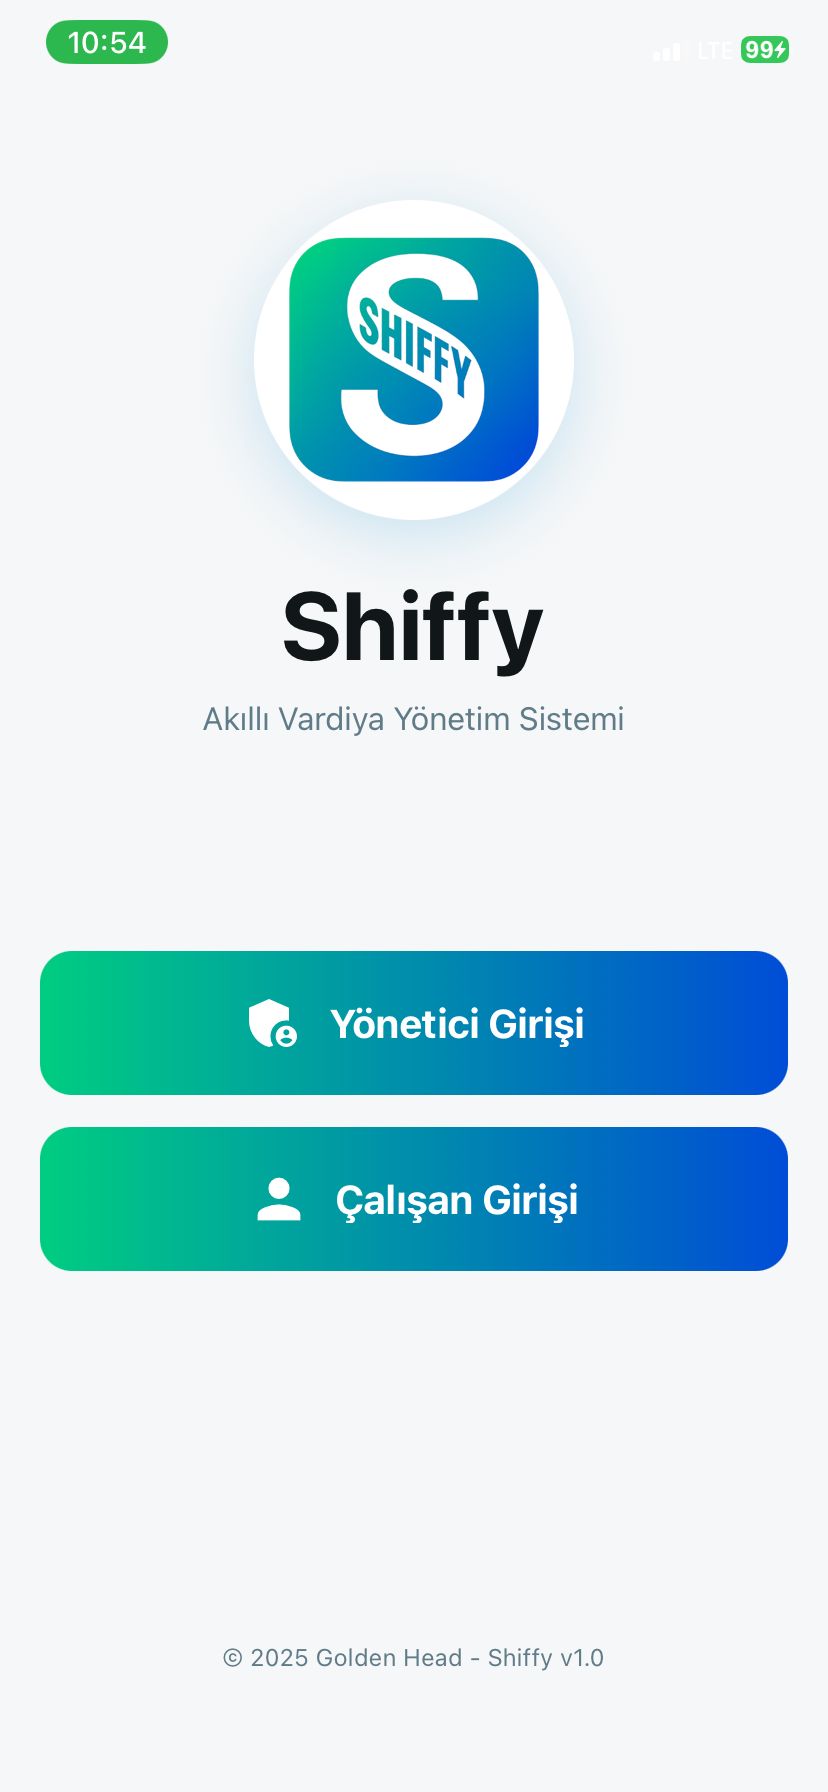 10:54
LTE 99
S
SHIFFY
Shiffy
Akıllı Vardiya Yönetim Sistemi
Yönetici Girişi
Çalışan Girişi
© 2025 Golden Head - Shiffy v1.0